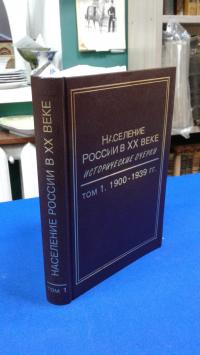 НАСЕЛЕНИЕ
РОССИИ В XX ВЕКЕ
ИСТОРИЧЕСКИЕ ОЧЕРКИ
ТОМ 1. 1900-1939 ГГ.
НАСЕЛЕНИЕ РОССИИ В XX ВЕКЕ
ТОМ 1